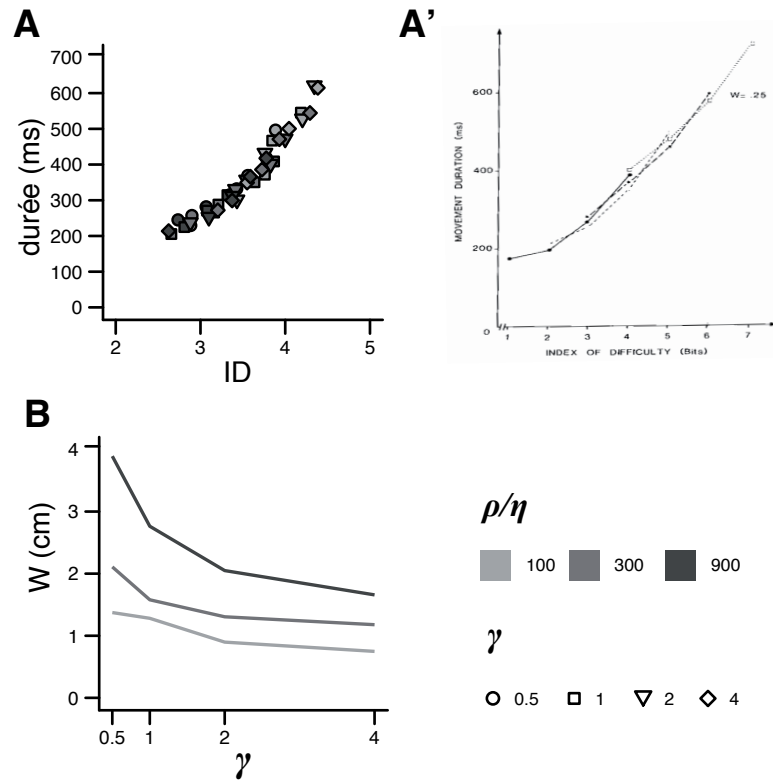 A
durée (ms)
700
600
500
400
300
200
100
0
2 3 4 5
ID
A’
MOVEMENT DURATION (ms)
600
400
200
0
W= .25
1 2 3 4 5 6 7
INDEX OF DIFFICULTY (Bits)
B
W (cm)
4
3
2
1
0
0.5 1 2 4
γ
ρ/η
100 300 900
γ
0.5 1 2 4